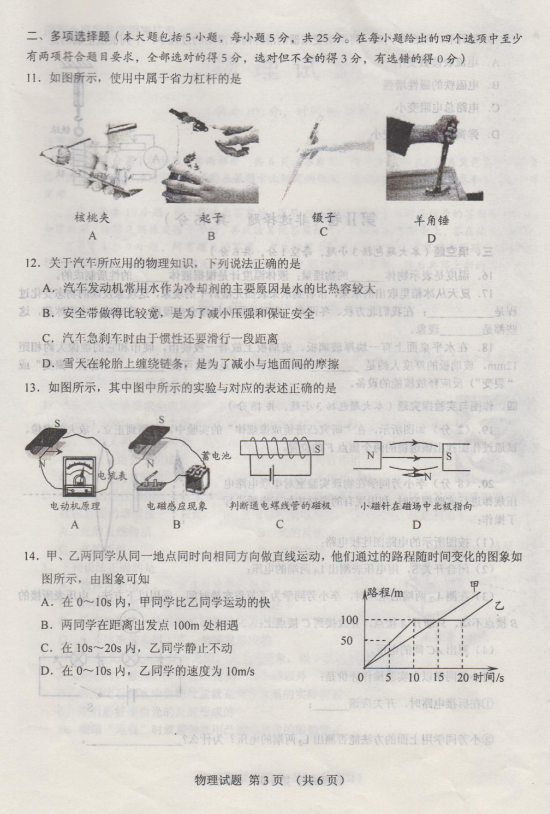 二、多项选择题（本大题包括5小题，每小题5分，共25分。在每小题给出的四个选项中至少
有两项符合题目要求，全部选对的得5分，选对但不全的得3分，有选错的得0分）
11．如图所示，使用中属于省力杠杆的是
核桃夹 起子 镊子 羊角锤
A B C D
12．关于汽车所应用的物理知识，下列说法正确的是
A．汽车发动机常用水作为冷却剂的主要原因是水的比热容较大
B．安全带做得比较宽，是为了减小压强和保证安全
C．汽车急刹车时由于惯性还要滑行一段距离
D．雪天在轮胎上缠绕链条，是为了减小与地面间的摩擦
13．如图所示，其中图中所示的实验与对应的表述正确的是
S
N
电流表
S
N
蓄电池
S
N
S
电动机原理 电磁感应现象 判断通电螺线管的磁极 小磁针在磁场中北极指向
A B C D
14．甲、乙两同学从同一地点同时向相同方向做直线运动，他们通过的路程随时间变化的图象如
图所示，由图象可知
A．在0～10s内，甲同学比乙同学运动的快
B．两同学在距离出发点100m处相遇
C．在10s～20s内，乙同学静止不动
D．在0～10s内，乙同学的速度为10m/s
路程/m
甲
乙
100
50
0 5 10 15 20 时间/s
物理试题 第3页 （共6页）